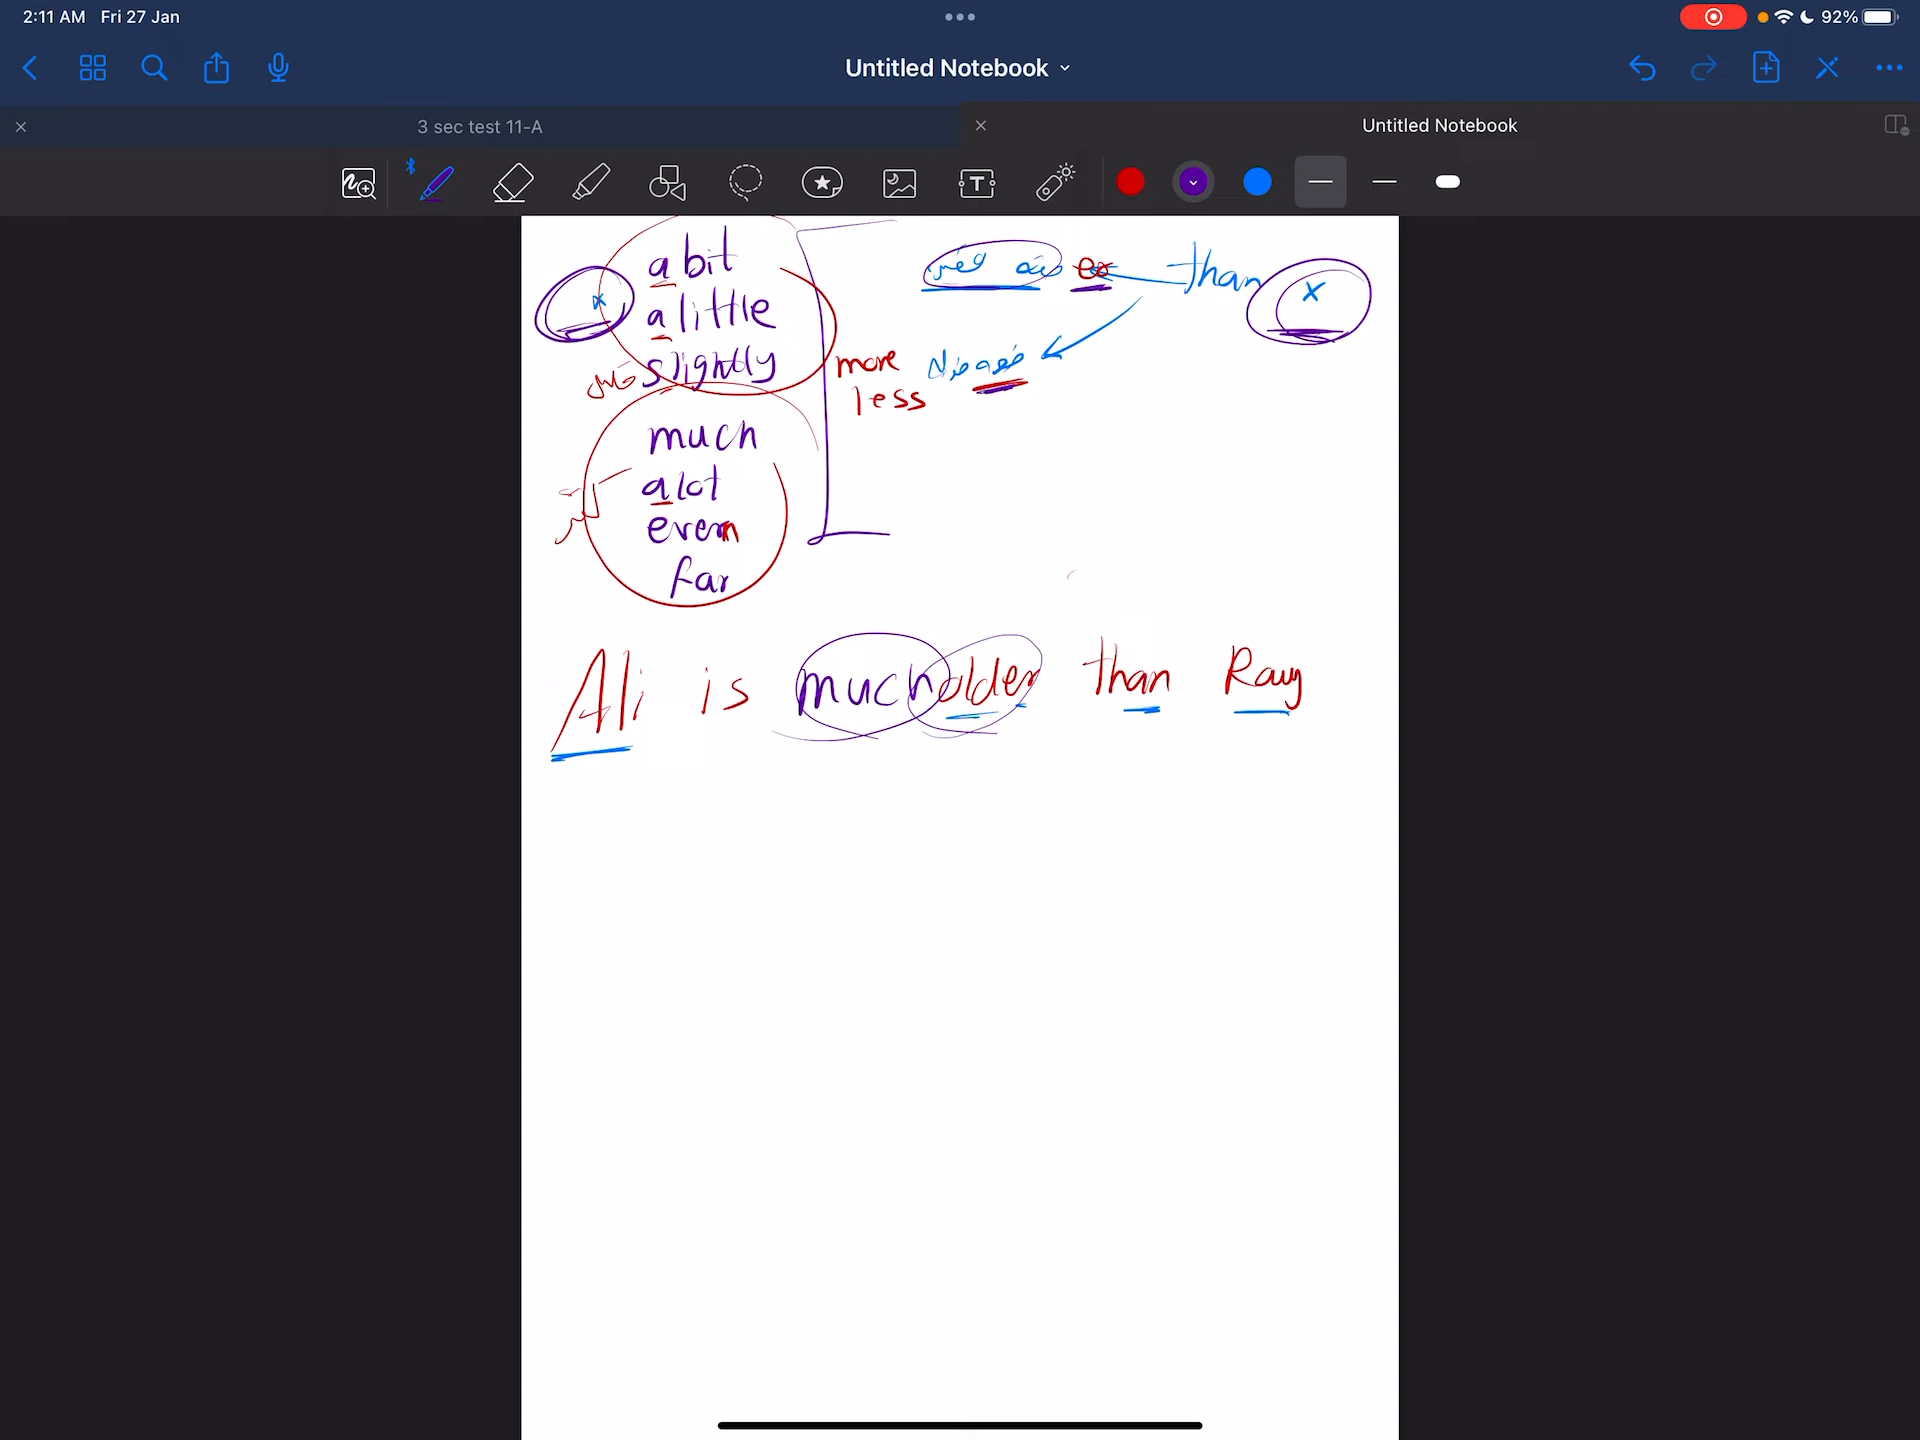 2:11 AM Fri 27 Jan
92%
Untitled Notebook
3 sec test 11-A
Untitled Notebook
T
a bit
x a little
slightly
much
a lot
even
far
er than x
more
less
Ali is much older than Ray